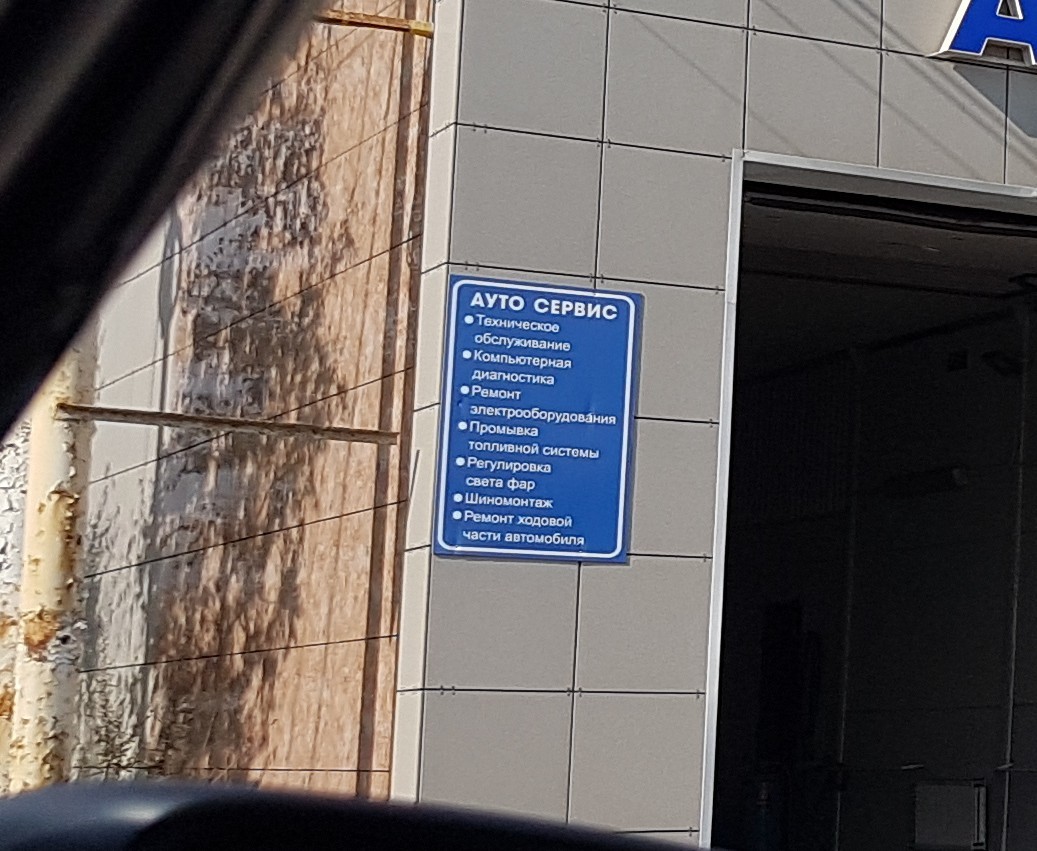 А
АУТО СЕРВИС
• Техническое
обслуживание
• Компьютерная
диагностика
• Ремонт
электрооборудования
• Промывка
топливной системы
• Регулировка
света фар
• Шиномонтаж
• Ремонт ходовой
части автомобиля